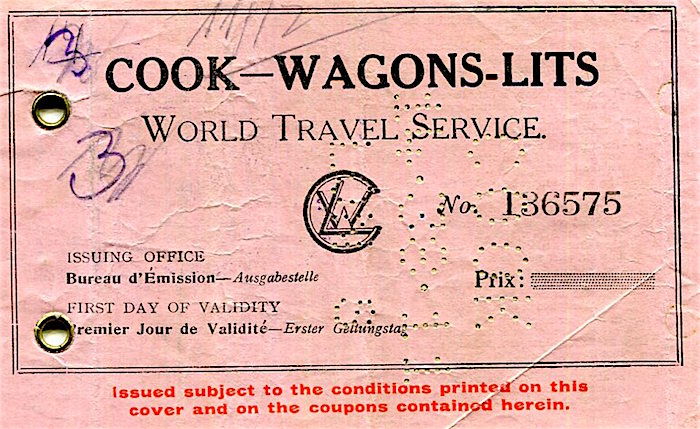 COOK—WAGONS-LITS
WORLD TRAVEL SERVICE.
No. 136575
ISSUING OFFICE
Bureau d'Émission—Ausgabestelle
Prix:
FIRST DAY OF VALIDITY
Premier Jour de Validité—Erster Geltungstag
Issued subject to the conditions printed on this
cover and on the coupons contained herein.
3
3